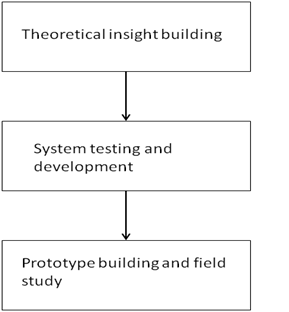 Theoretical insight building
System testing and
development
Prototype building and field
study